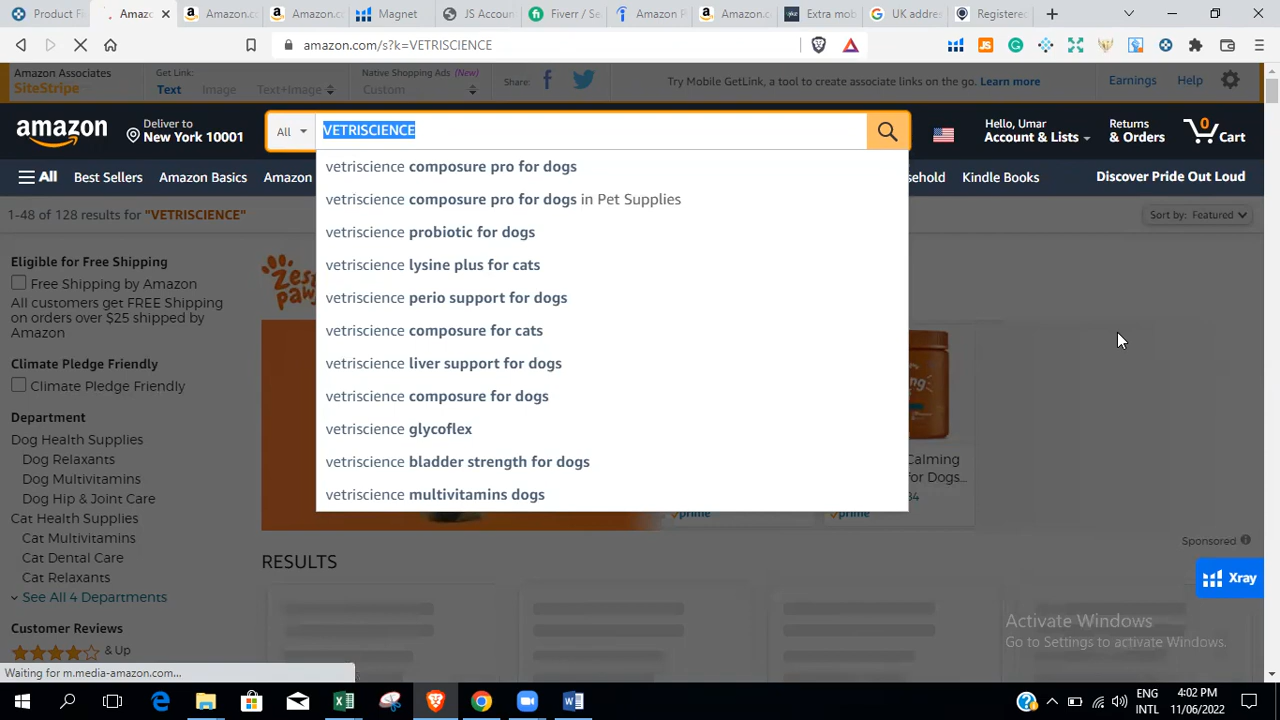 Product F
Amazo
Amazon.co
Amazon.co
Magnet
JS Accoun
Fiverr / Se
Amazon P
Amazon.co
Extra mob
UK addre
Registere
amazon.com/s?k=VETRISCIENCE
Amazon Associates
SiteStripe
Get Link:
Text Image Text+Image
Native Shopping Ads (New)
Custom
Share:
Try Mobile GetLink, a tool to create associate links on the go. Learn more
Earnings Help
amazon
Deliver to
New York 10001
All
VETRISCIENCE
Hello, Umar
Account & Lists
Returns
& Orders
0
Cart
All Best Sellers Amazon Basics Amazon
sehold Kindle Books
Discover Pride Out Loud
1-48 of 128 results for "VETRISCIENCE"
Sort by: Featured
vetriscience composure pro for dogs
vetriscience composure pro for dogs in Pet Supplies
vetriscience probiotic for dogs
vetriscience lysine plus for cats
vetriscience perio support for dogs
vetriscience composure for cats
vetriscience liver support for dogs
vetriscience composure for dogs
vetriscience glycoflex
vetriscience bladder strength for dogs
vetriscience multivitamins dogs
Eligible for Free Shipping
Free Shipping by Amazon
All customers get FREE Shipping
on orders over $25 shipped by
Amazon
Climate Pledge Friendly
Climate Pledge Friendly
Department
Dog Health Supplies
Dog Relaxants
Dog Multivitamins
Dog Hip & Joint Care
Cat Health Supplies
Cat Multivitamins
Cat Dental Care
Cat Relaxants
See All 4 Departments
Customer Reviews
& Up
Calming
for Dogs...
prime
prime
Sponsored
RESULTS
Xray
Activate Windows
Go to Settings to activate Windows.
Waiting for m.media-amazon.com...
ENG
INTL
4:02 PM
11/06/2022